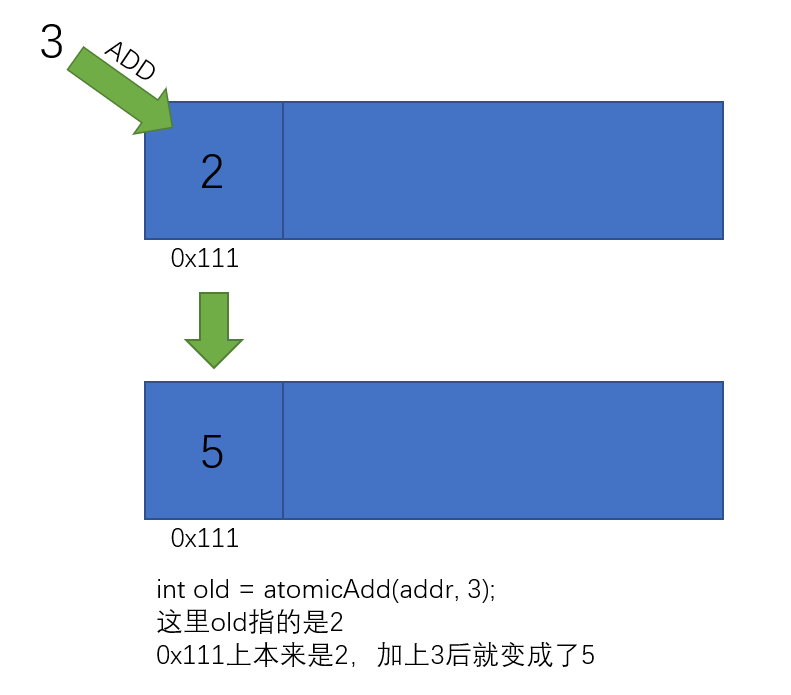 3
ADD
2
0x111
5
0x111
int old = atomicAdd(addr, 3);
这里old指的是2
0x111上本来是2，加上3后就变成了5